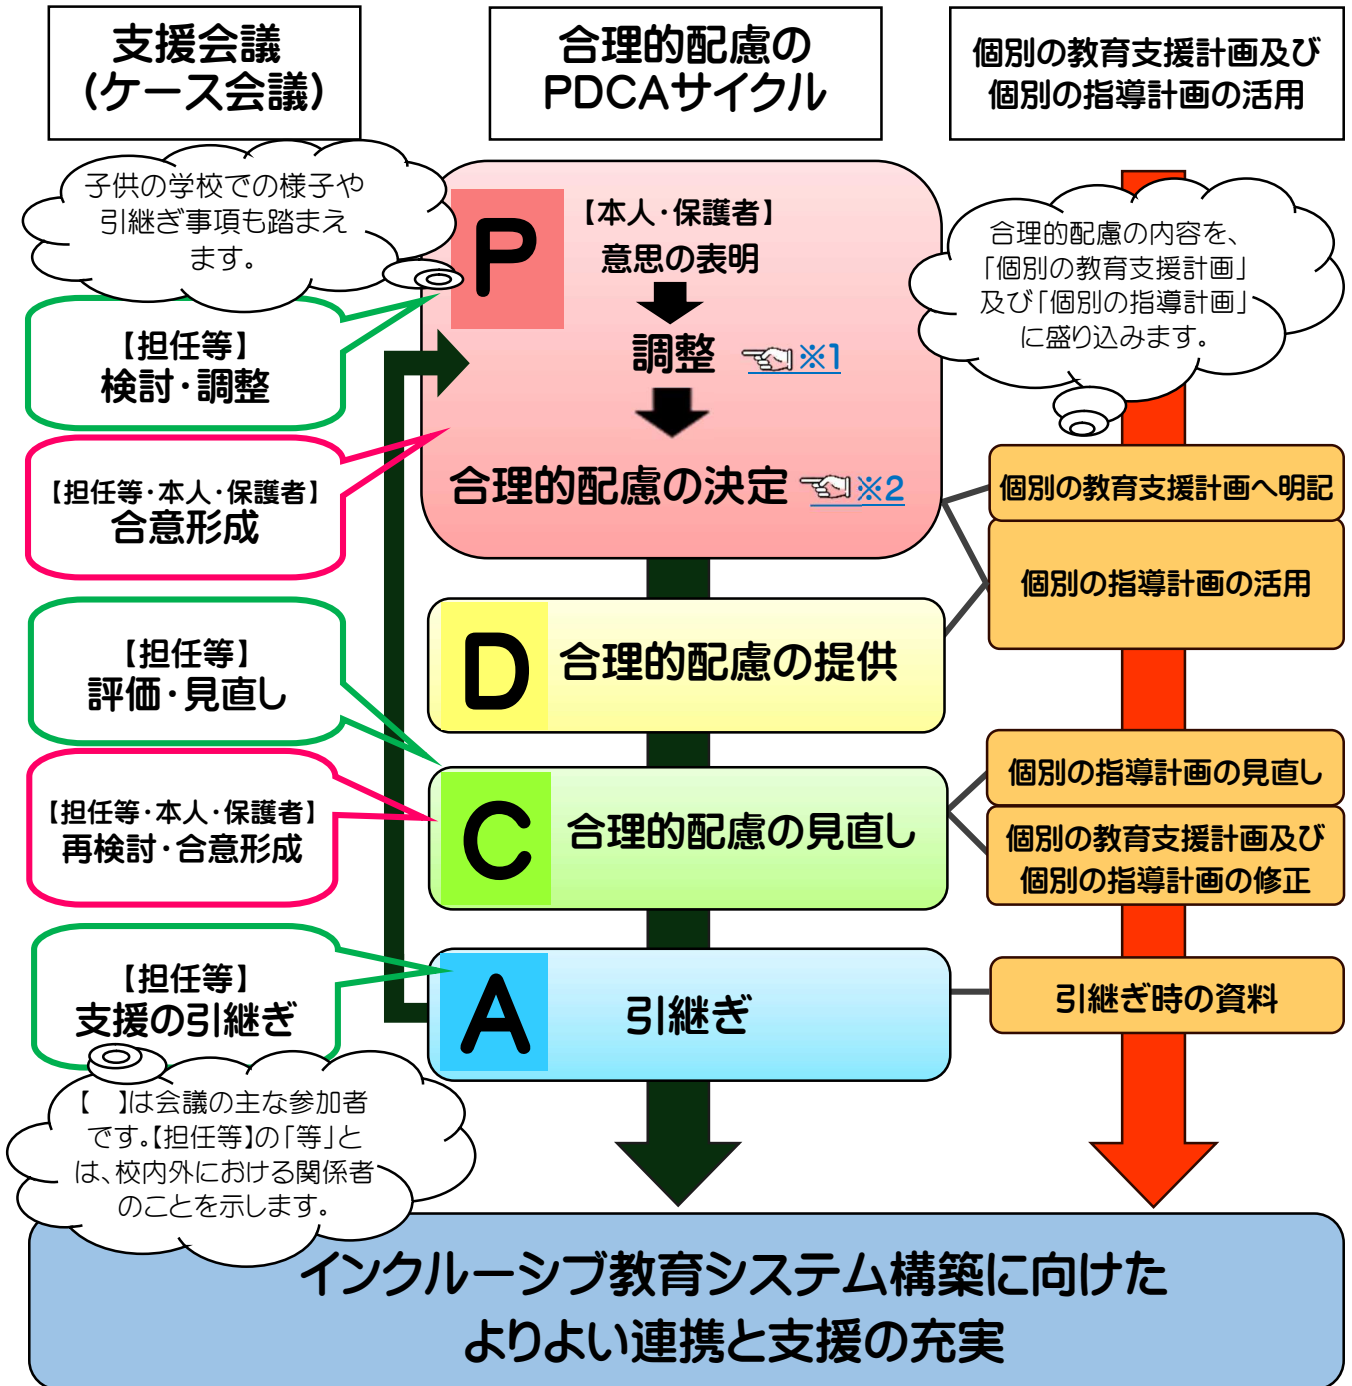 支援会議
(ケース会議)
合理的配慮の
PDCAサイクル
個別の教育支援計画及び
個別の指導計画の活用
子供の学校での様子や
引継ぎ事項も踏まえ
ます。
【担任等】
検討・調整
【担任等・本人・保護者】
合意形成
【担任等】
評価・見直し
【担任等・本人・保護者】
再検討・合意形成
【担任等】
支援の引継ぎ
【　】は会議の主な参加者
です。【担任等】の「等」と
は、校内外における関係者
のことを示します。
P
【本人・保護者】
意思の表明
調整 ※1
合理的配慮の決定 ※2
D
合理的配慮の提供
C
合理的配慮の見直し
A
引継ぎ
合理的配慮の内容を、
「個別の教育支援計画」
及び「個別の指導計画」
に盛り込みます。
個別の教育支援計画へ明記
個別の指導計画の活用
個別の指導計画の見直し
個別の教育支援計画及び
個別の指導計画の修正
引継ぎ時の資料
インクルーシブ教育システム構築に向けた
よりよい連携と支援の充実